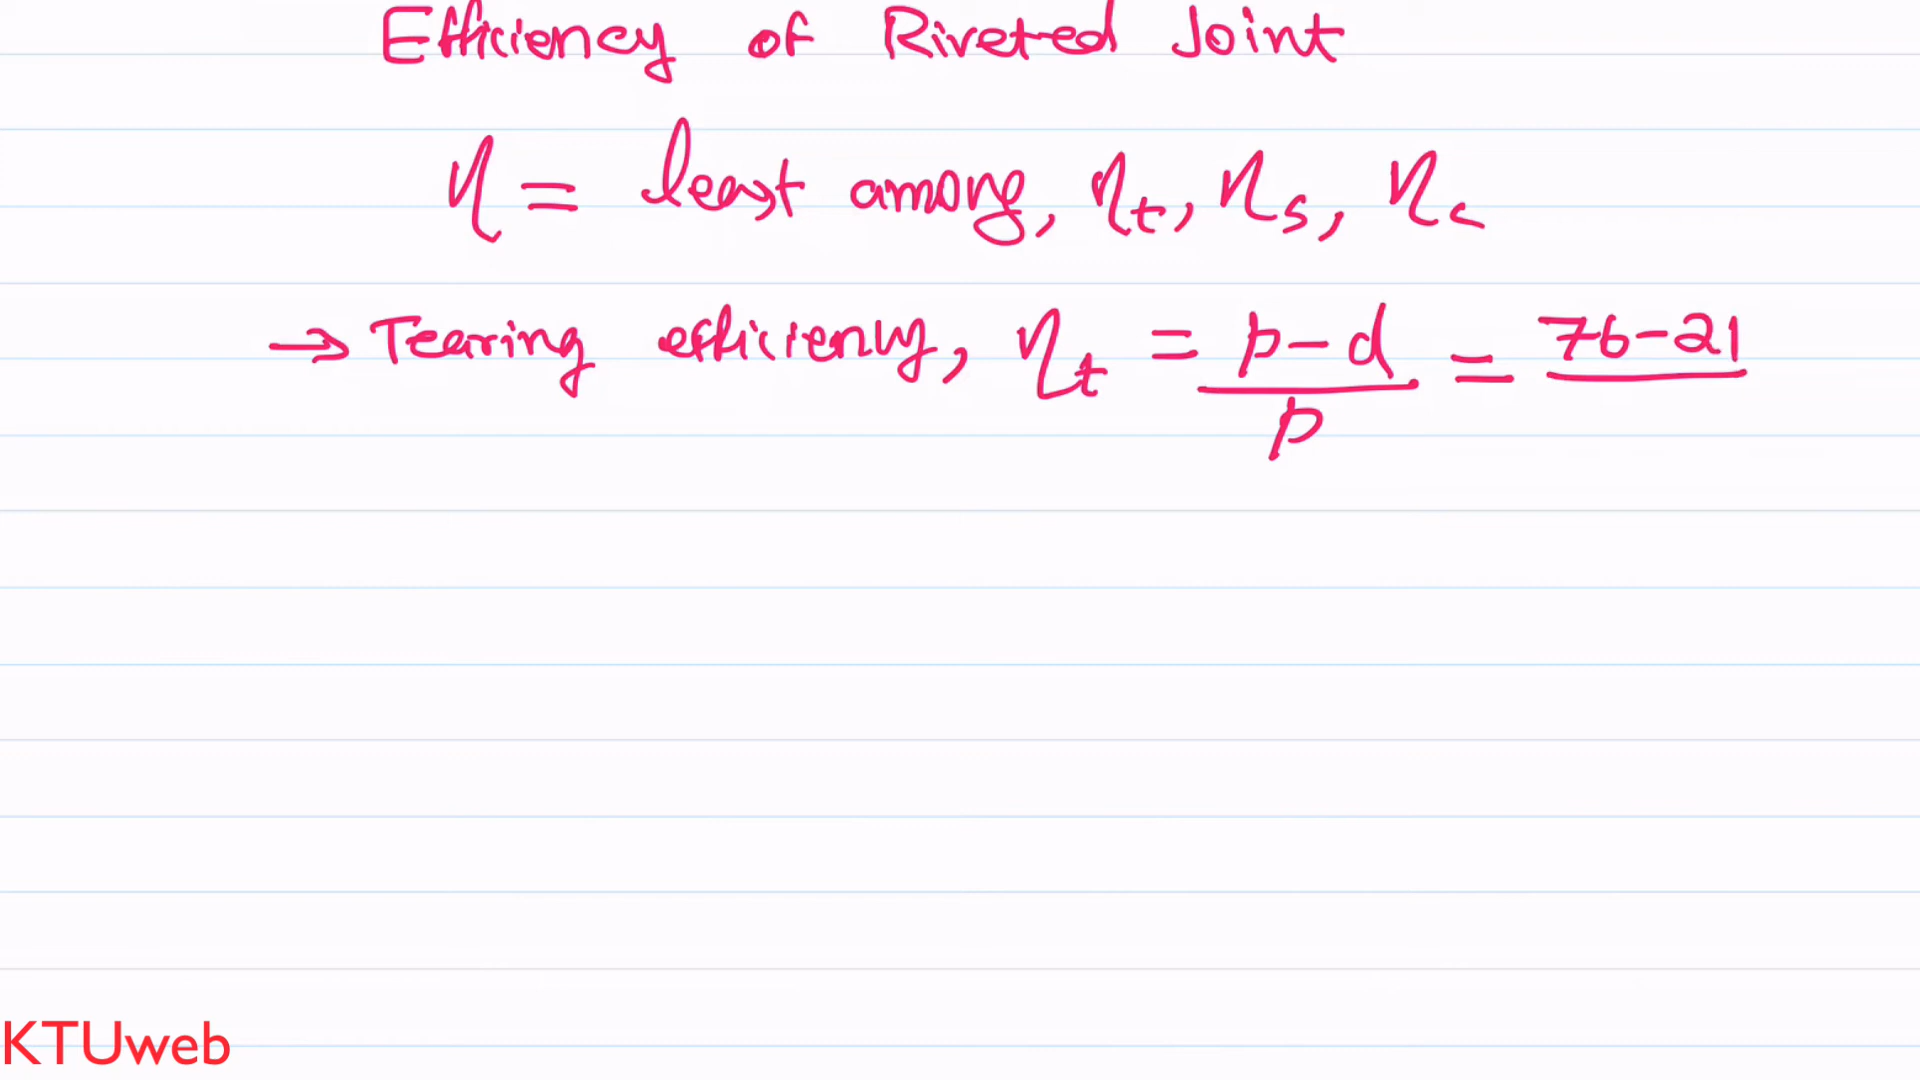 Efficiency of Riveted Joint
η = least among, ηt, ηs, ηc
→ Tearing efficiency, ηt = p-d/p = 76-21
KTUweb